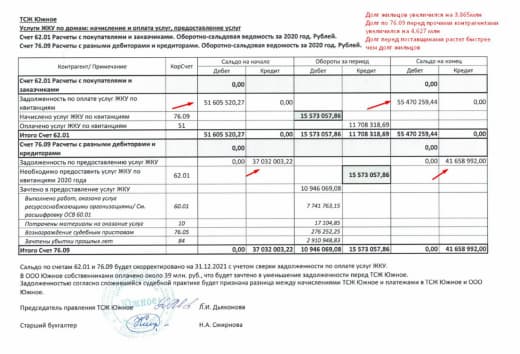 ТСЖ Южное
Услуги ЖКУ по домам: начисление и оплата услуг, предоставление услуг
Счет 62.01 Расчеты с покупателями и заказчиками. Оборотно-сальдовая ведомость за 2020 год. Рублей.
Счет 76.09 Расчеты с разными дебиторами и кредиторами. Оборотно-сальдовая ведомость за 2020 год. Рублей.
Долг жильцов увеличился на 3,865млн
Долг по 76.09 перед прочими контрагентами
увеличился на 4,627 млн
Долг перед поставщиками растет быстрее
чем долг жильцов
Контрагент/ Примечание КорСчет Сальдо на начало Обороты за период Сальдо на конец
Дебет Кредит Дебет Кредит Дебет Кредит
Счет 62.01 Расчеты с покупателями и
заказчиками 0,00 0,00
Задолженность по оплате услуг ЖКУ по
квитанциям 51 605 520,27 0,00 55 470 259,44 0,00
Начислено услуг ЖКУ по квитанциям 76.09 15 573 057,86
Оплачено услуг ЖКУ по квитанциям 51 11 708 318,69
Итого Счет 62.01 51 605 520,27 0,00 15 573 057,86 11 708 318,69 55 470 259,44 0,00
Счет 76.09 Расчеты с разными дебиторами и
кредиторами 0,00 0,00
Задолженность по предоставлению услуг ЖКУ 0,00 37 032 003,22 0,00 41 658 992,00
Необходимо предоставить услуг ЖКУ по
квитанциям 2020 года 62.01 15 573 057,86
Зачтено в предоставление услуг ЖКУ 10 946 069,08
Выполнено работ, оказано услуг
ресурсоснабжающими организациями/ См.
расшифровку ОСВ 60.01 60.01 7 741 763,15
Потрачены материалы на оказание услуг 10 17 104,85
Вознаграждение судебным приставом 76.05 276 252,25
Зачтены убытки прошлых лет 84 2 910 948,83
Итого Счет 76.09 0,00 37 032 003,22 10 946 069,08 15 573 057,86 0,00 41 658 992,00
Сальдо по счетам 62.01 и 76.09 будет скорректировано на 31.12.2021 с учетом сверки задолженности по оплате услуг ЖКУ.
В ООО Южное собственниками оплачено около 39 млн. руб., что будет зачтено в уменьшение задолженности перед ТСЖ Южное.
Задолженностью согласно сложившейся судебной практике будет признана разница между начислениями ТСЖ Южное и платежами в ТСЖ Южное и ООО
Южное.
Председатель правления ТСЖ Южное Л.И. Дьяконова
Старший бухгалтер Н.А. Смирнова